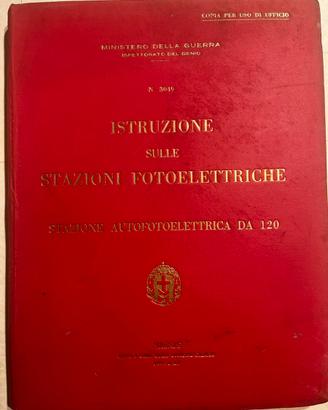 COPIA PER USO DI UFFICIO
MINISTERO DELLA GUERRA
ISPETTORATO DEL GENIO
N. 3049
ISTRUZIONE
SULLE
STAZIONI FOTOELETTRICHE
STAZIONE AUTOFOTOELETTRICA DA 120